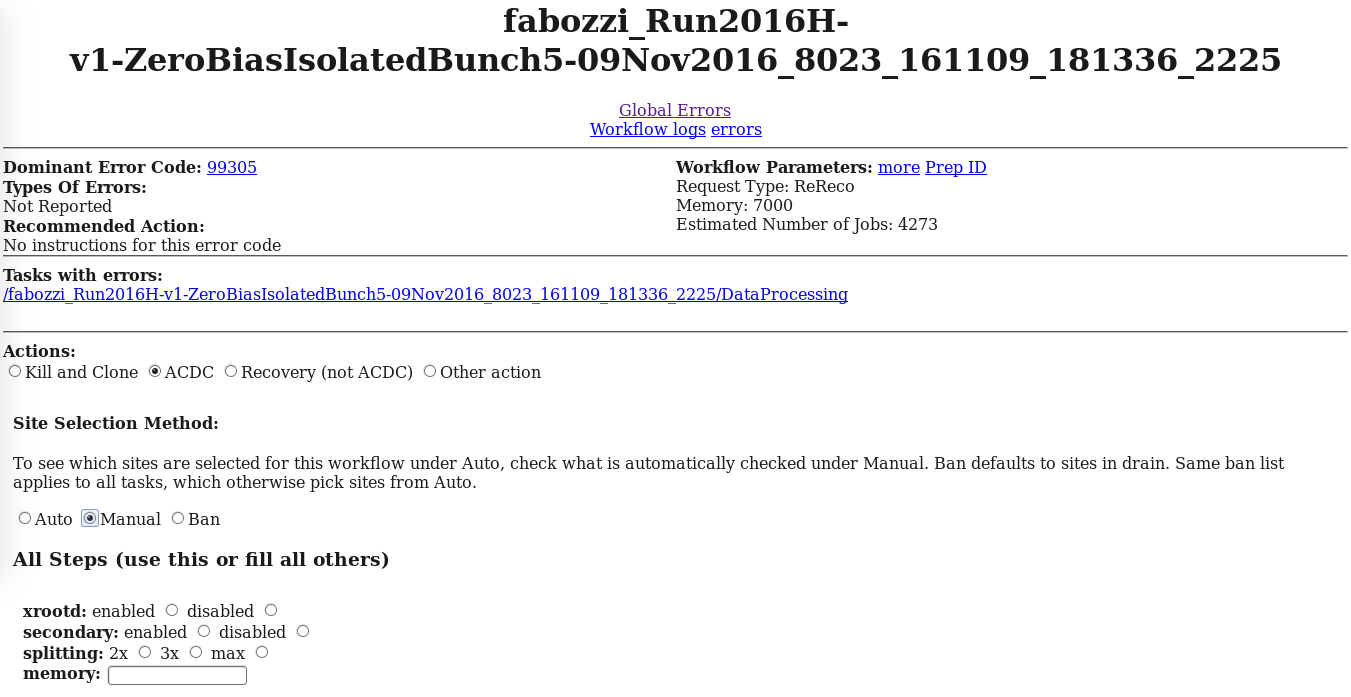 fabozzi_Run2016H-
v1-ZeroBiasIsolatedBunch5-09Nov2016_8023_161109_181336_2225
Global Errors
Workflow logs errors
Dominant Error Code: 99305
Types Of Errors:
Not Reported
Recommended Action:
No instructions for this error code
Workflow Parameters: more Prep ID
Request Type: ReReco
Memory: 7000
Estimated Number of Jobs: 4273
Tasks with errors:
/fabozzi_Run2016H-v1-ZeroBiasIsolatedBunch5-09Nov2016_8023_161109_181336_2225/DataProcessing
Actions:
Kill and Clone ACDC Recovery (not ACDC) Other action
Site Selection Method:
To see which sites are selected for this workflow under Auto, check what is automatically checked under Manual. Ban defaults to sites in drain. Same ban list
applies to all tasks, which otherwise pick sites from Auto.
Auto Manual Ban
All Steps (use this or fill all others)
xrootd: enabled disabled
secondary: enabled disabled
splitting: 2x 3x max
memory: